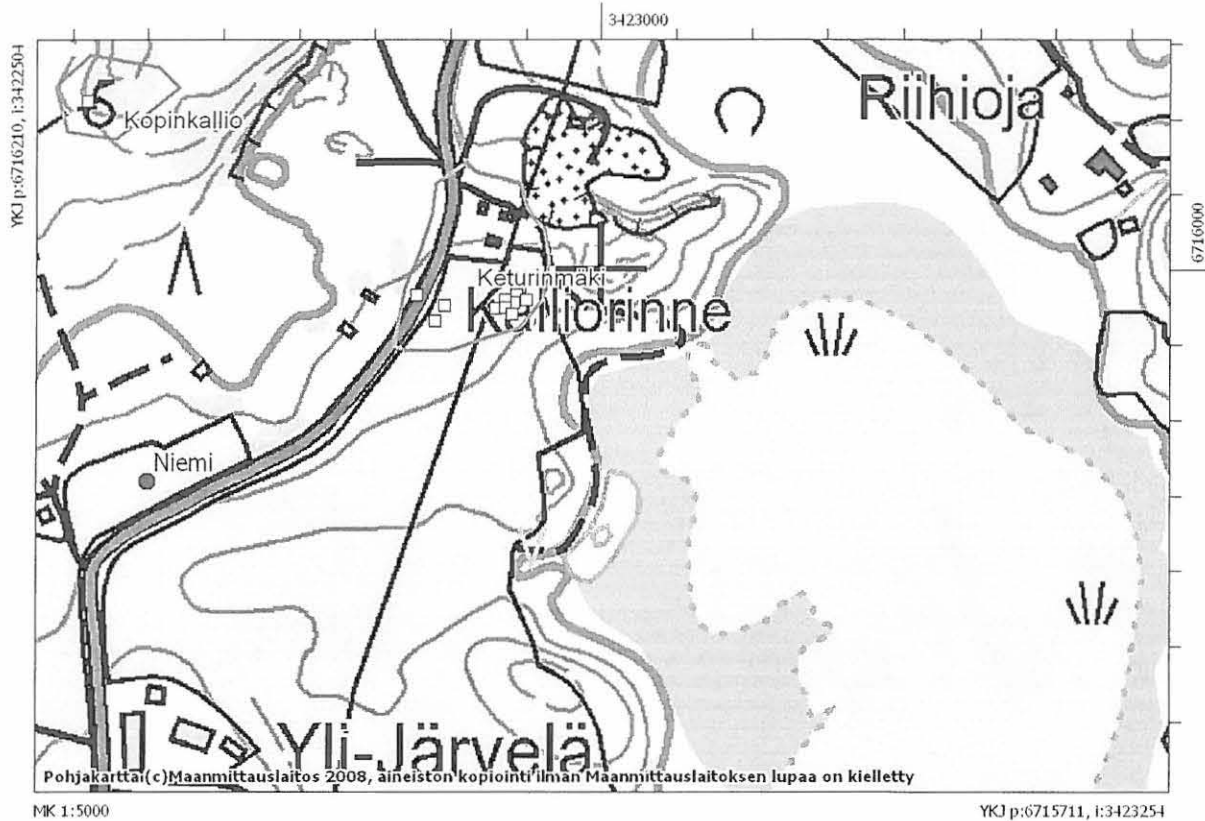 3423000
YKJ p:6716210, i:3422504
Riihioja
5
Kopinkallio
6716000
Keturinmäki
Kalliorinne
Niemi
Yli-Järvelä
Pohjakartta:(c)Maanmittauslaitos 2008, aineiston kopiointi ilman Maanmittauslaitoksen lupaa on kielletty
MK 1:5000
YKJ p:6715711, i:3423254